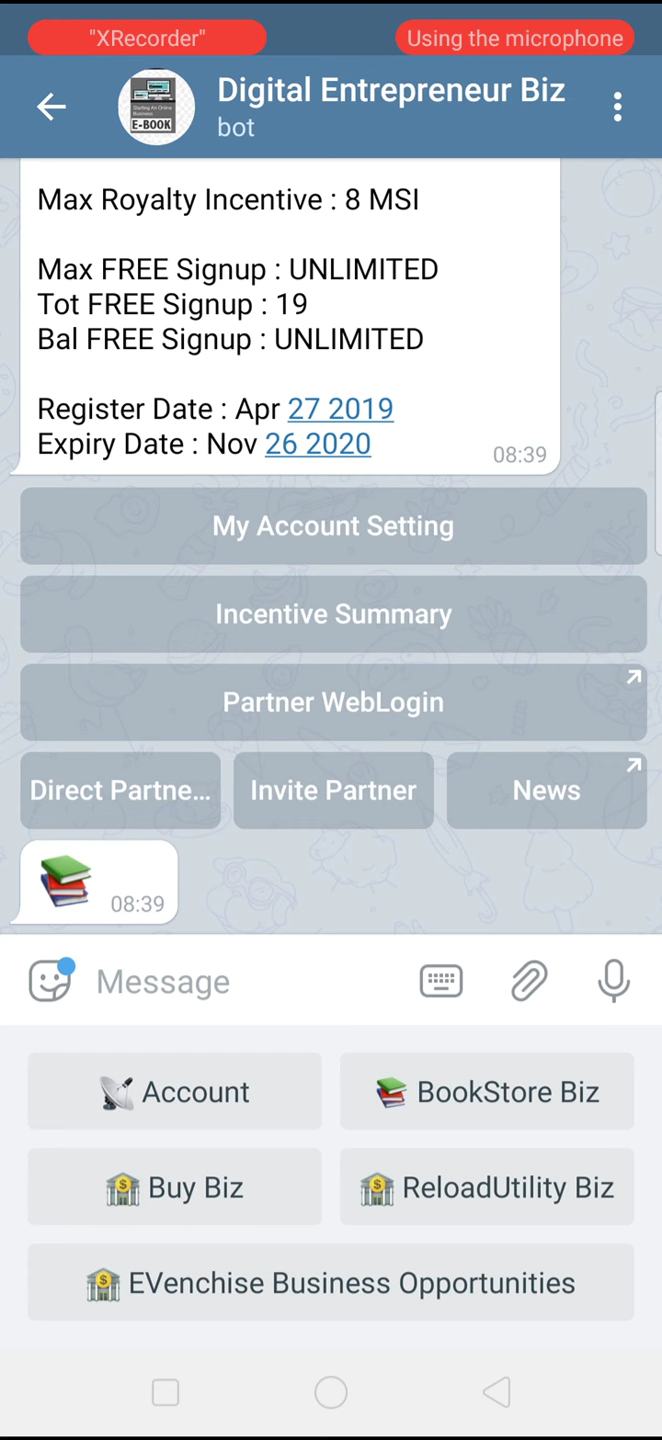 "XRecorder"
Using the microphone
Digital Entrepreneur Biz
bot
E-BOOK
Max Royalty Incentive : 8 MSI
Max FREE Signup : UNLIMITED
Tot FREE Signup : 19
Bal FREE Signup : UNLIMITED
Register Date : Apr 27 2019
Expiry Date : Nov 26 2020
08:39
My Account Setting
Incentive Summary
Partner WebLogin
Direct Partne...
Invite Partner
News
08:39
Message
Account
BookStore Biz
Buy Biz
ReloadUtility Biz
EVenchise Business Opportunities